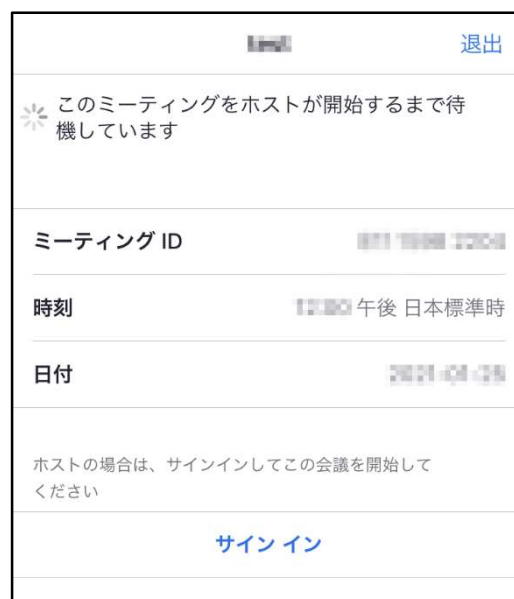 退出
このミーティングをホストが開始するまで待
機しています
ミーティング ID
時刻 午後 日本標準時
日付
ホストの場合は、サインインしてこの会議を開始して
ください
サイン イン